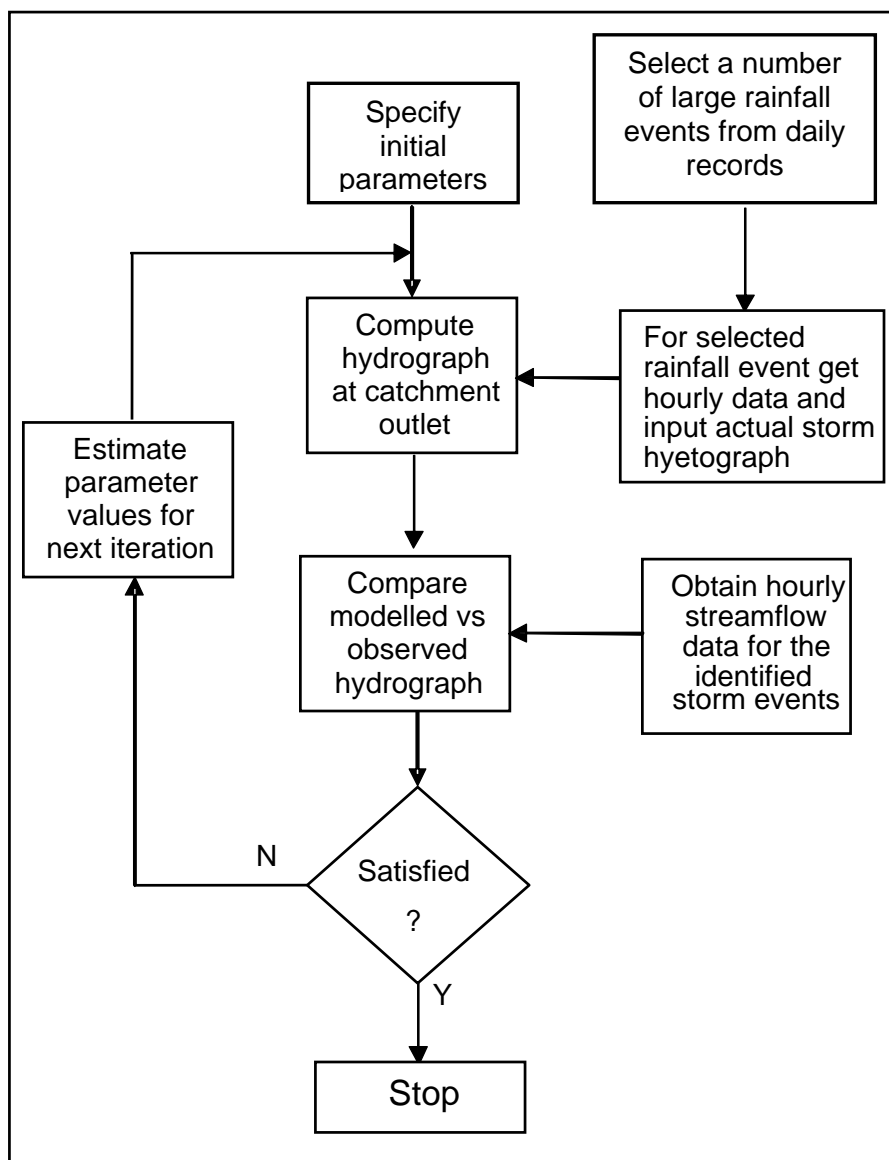 Select a number
of large rainfall
events from daily
records
Specify
initial
parameters
Compute
hydrograph
at catchment
outlet
For selected
rainfall event get
hourly data and
input actual storm
hyetograph
Estimate
parameter
values for
next iteration
Compare
modelled vs
observed
hydrograph
Obtain hourly
streamflow
data for the
identified
storm events
N
Satisfied
?
Y
Stop